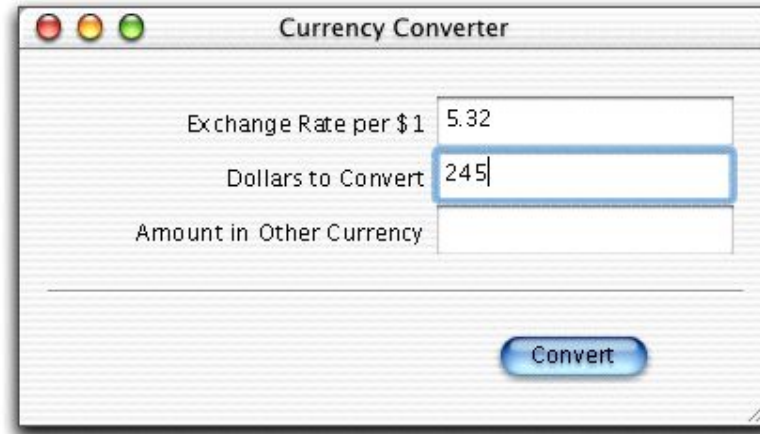 Currency Converter
Exchange Rate per $1 5.32
Dollars to Convert 245
Amount in Other Currency
Convert